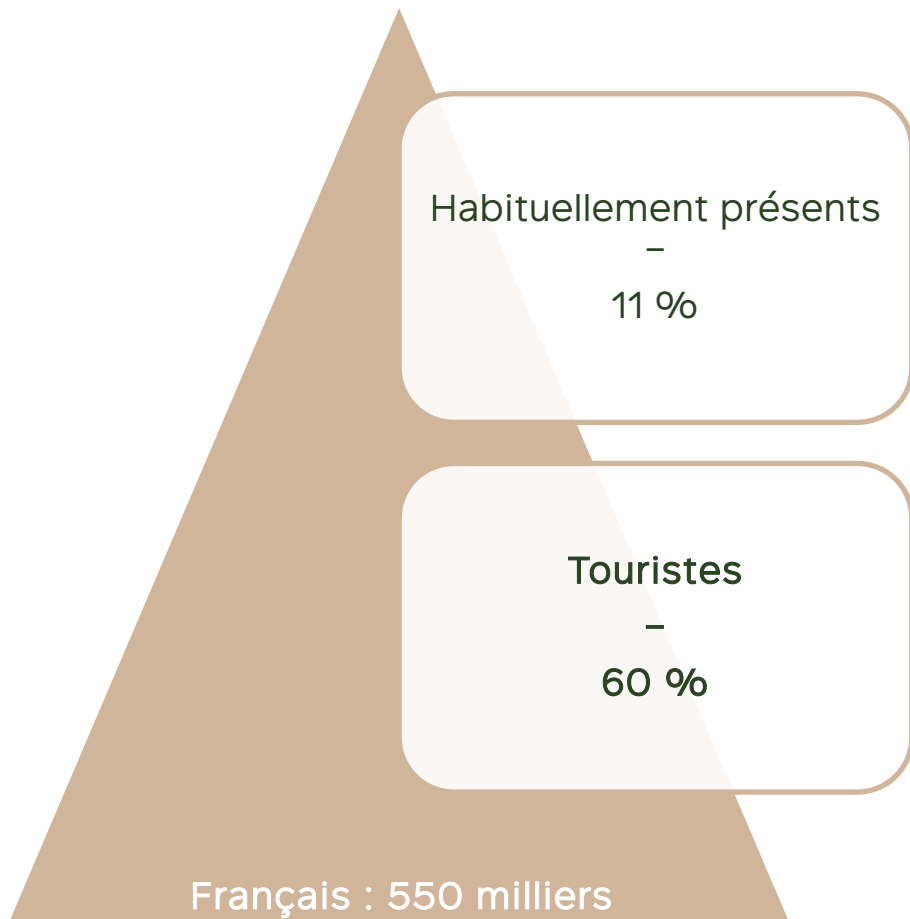 Habituellement présents
–
11 %
Touristes
–
60 %
Français : 550 milliers